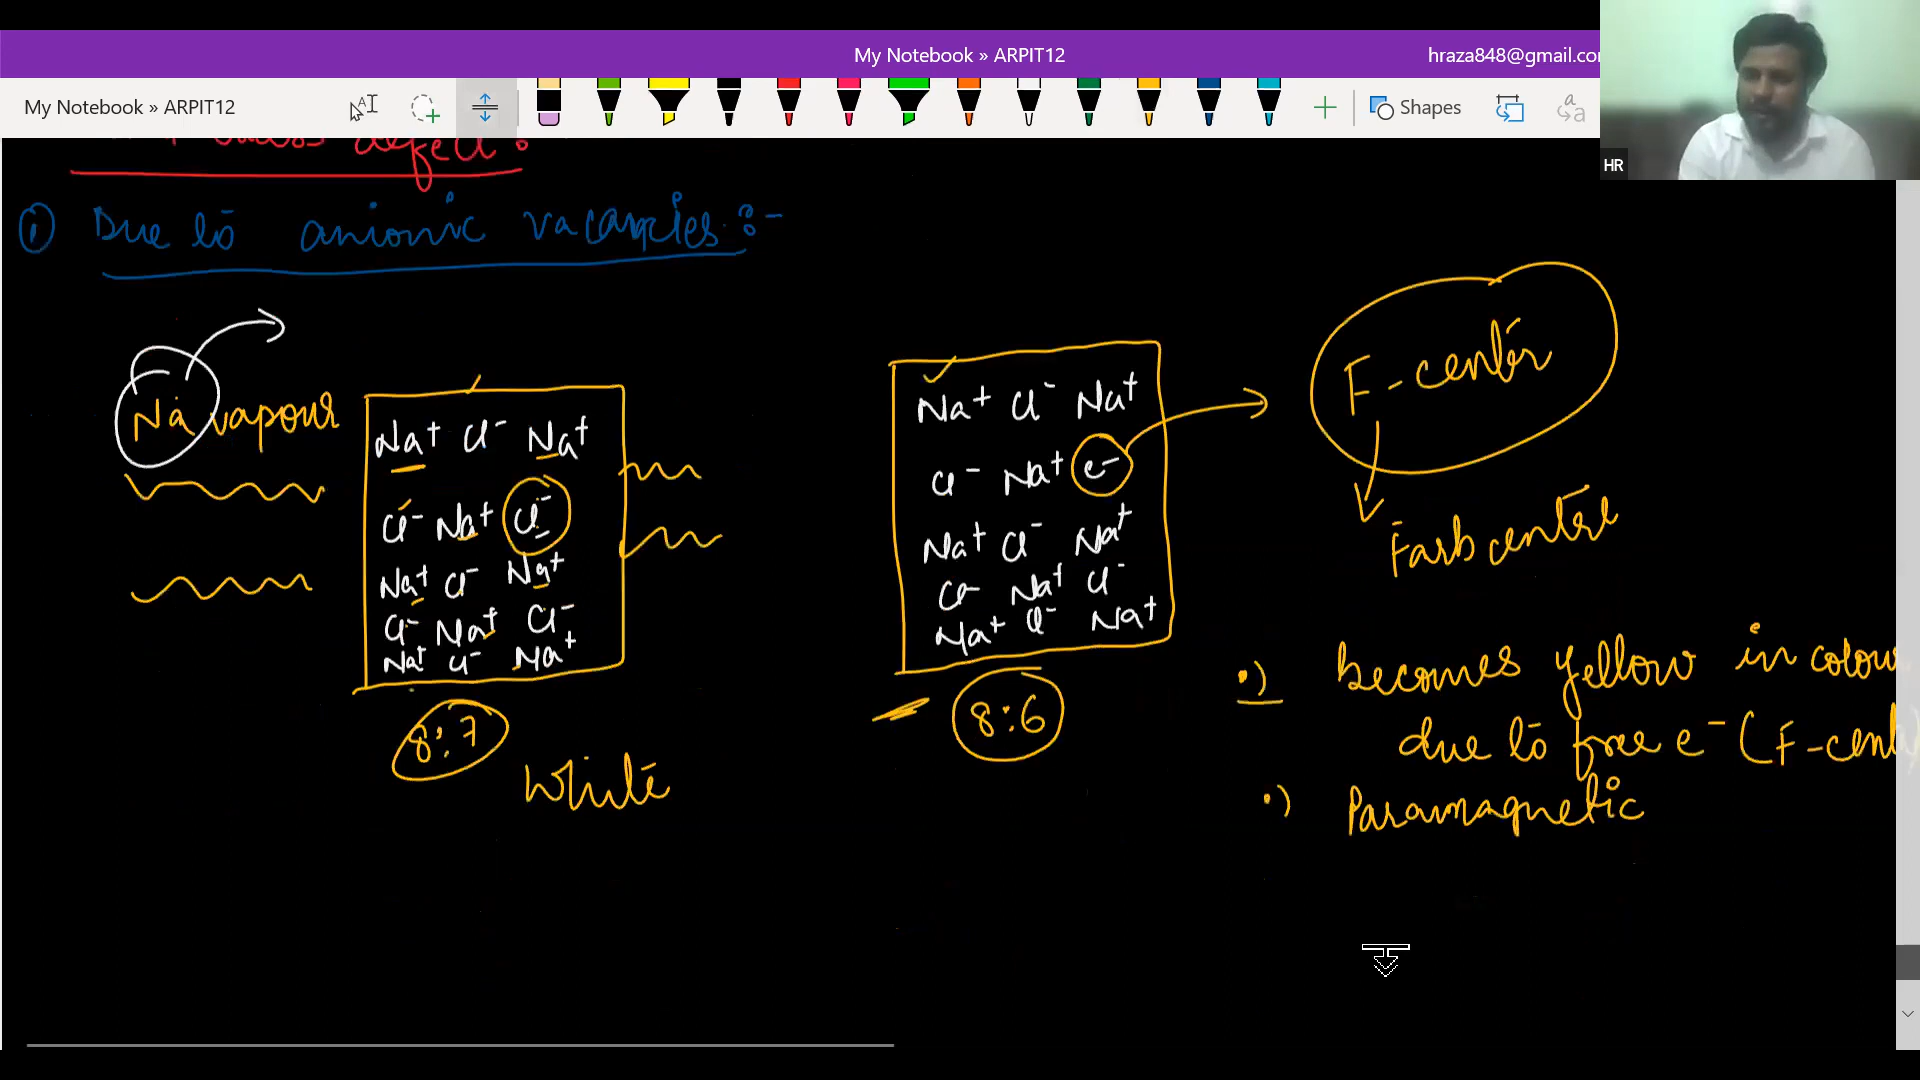 My Notebook » ARPIT12
hraza848@gmail.co
My Notebook » ARPIT12
Shapes
HR
defect :
① Due to anionic vacancies :-
Na vapour
Na+ Cl- Na+
Cl- Na+ Cl-
Na+ Cl- Na+
Cl- Na+ Cl-
Na+ Cl- Na+
8:7
White
Na+ Cl- Na+
Cl- Na+ e-
Na+ Cl- Na+
Cl- Na+ Cl-
Na+ Cl- Na+
8:6
F-center
Farb centre
•) becomes yellow in colou
due to free e- (F-cent
•) Paramagnetic